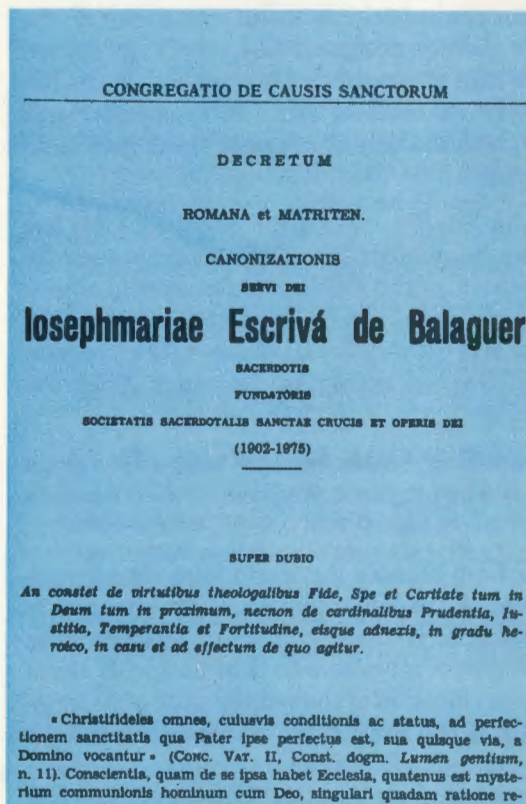 CONGREGATIO DE CAUSIS SANCTORUM
DECRETUM
ROMANA et MATRITEN.
CANONIZATIONIS
SERVI DEI
Iosephmariae Escrivá de Balaguer
SACERDOTIS
FUNDATORIS
SOCIETATIS SACERDOTALIS SANCTAE CRUCIS ET OPERIS DEI
(1902-1975)
SUPER DUBIO
An constet de virtutibus theologalibus Fide, Spe et Caritate tum in
Deum tum in proximum, necnon de cardinalibus Prudentia, Iu-
stitia, Temperantia et Fortitudine, eisque adnexis, in gradu he-
roico, in casu et ad effectum de quo agitur.
« Christifideles omnes, cuiusvis conditionis ac status, ad perfec-
tionem sanctitatis qua Pater ipse perfectus est, sua quisque via, a
Domino vocantur » (CONC. VAT. II, Const. dogm. Lumen gentium,
n. 11). Conscientia, quam de se ipsa habet Ecclesia, quatenus est myste-
rium communionis hominum cum Deo, singulari quadam ratione re-